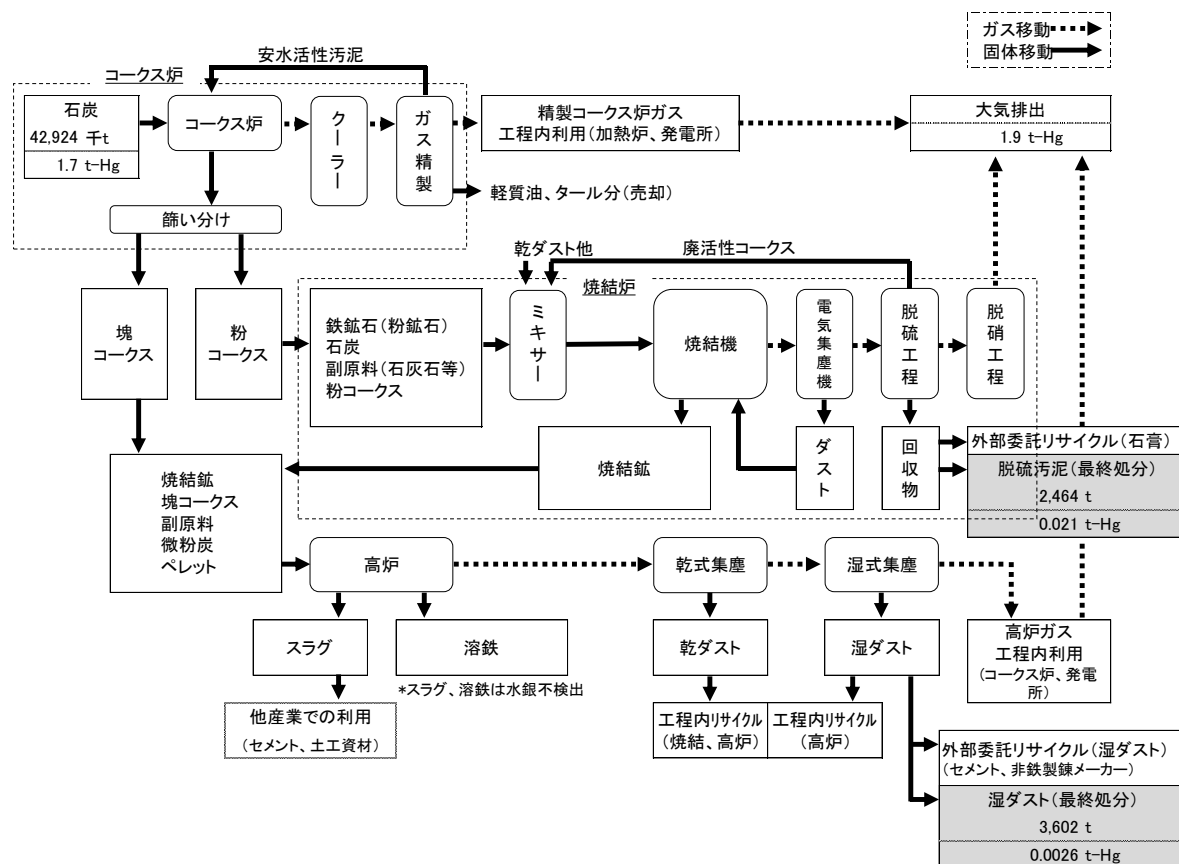 ガス移動
固体移動
安水活性汚泥
コークス炉
石炭
42,924 千t
1.7 t-Hg
コークス炉
クーラー
ガス精製
精製コークス炉ガス
工程内利用(加熱炉、発電所)
大気排出
1.9 t-Hg
軽質油、タール分(売却)
篩い分け
乾ダスト他
廃活性コークス
焼結炉
塊
コークス
粉
コークス
鉄鉱石(粉鉱石)
石炭
副原料(石灰石等)
粉コークス
ミキサー
焼結機
電気集塵機
脱硫工程
脱硝工程
焼結鉱
ダスト
回収物
外部委託リサイクル(石膏)
脱硫汚泥(最終処分)
2,464 t
0.021 t-Hg
焼結鉱
塊コークス
副原料
微粉炭
ペレット
高炉
乾式集塵
湿式集塵
スラグ
溶鉄
乾ダスト
湿ダスト
高炉ガス
工程内利用
(コークス炉、発電
所)
*スラグ、溶鉄は水銀不検出
他産業での利用
(セメント、土工資材)
工程内リサイクル
(焼結、高炉)
工程内リサイクル
(高炉)
外部委託リサイクル(湿ダスト)
(セメント、非鉄製錬メーカー)
湿ダスト(最終処分)
3,602 t
0.0026 t-Hg